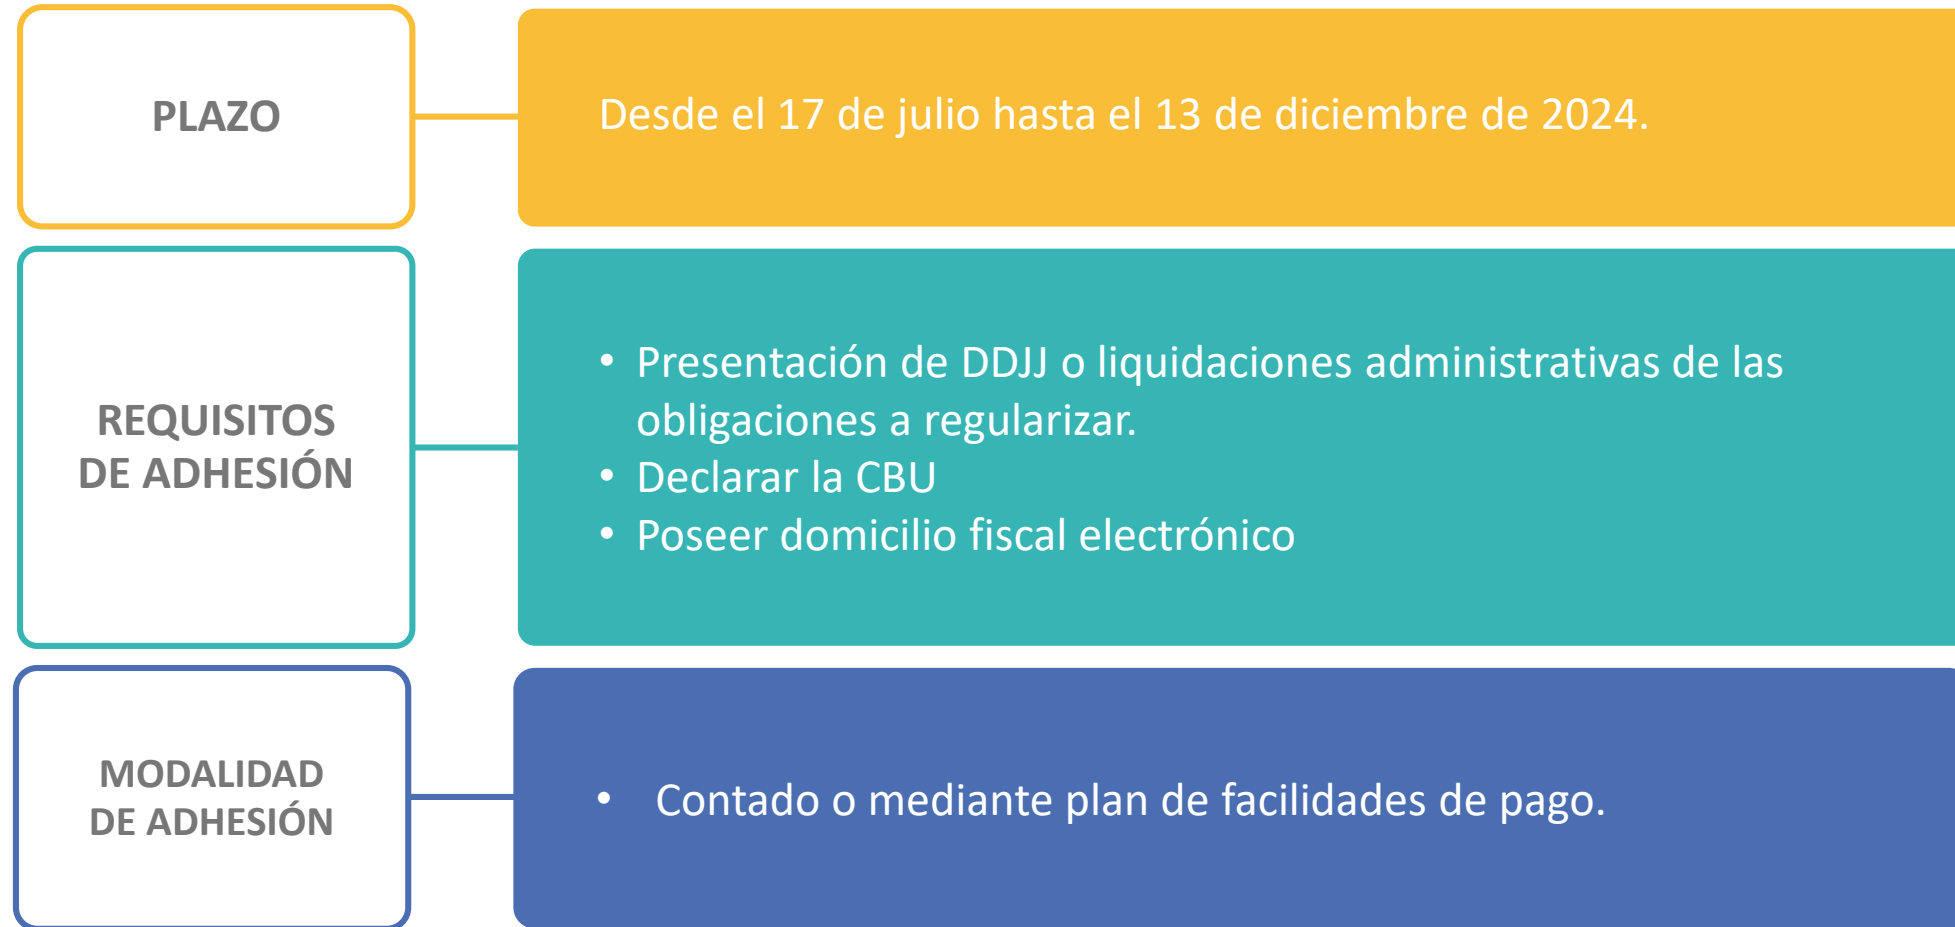 PLAZO
Desde el 17 de julio hasta el 13 de diciembre de 2024.
REQUISITOS
DE ADHESIÓN
• Presentación de DDJJ o liquidaciones administrativas de las
obligaciones a regularizar.
• Declarar la CBU
• Poseer domicilio fiscal electrónico
MODALIDAD
DE ADHESIÓN
• Contado o mediante plan de facilidades de pago.